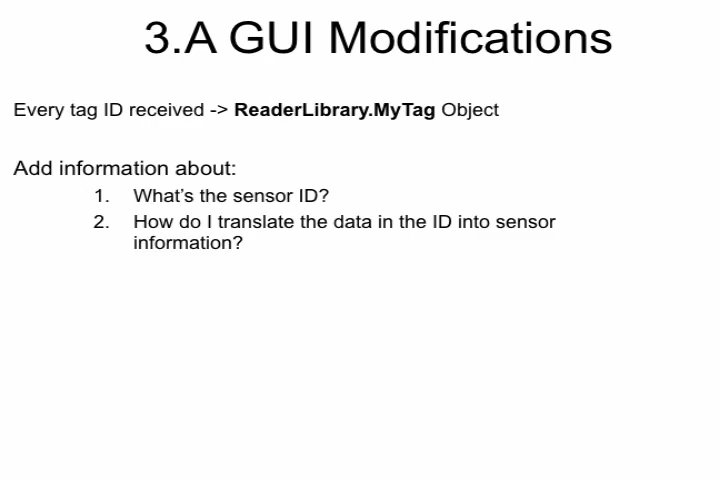 3.A GUI Modifications
Every tag ID received -> ReaderLibrary.MyTag Object
Add information about:
1. What's the sensor ID?
2. How do I translate the data in the ID into sensor
information?